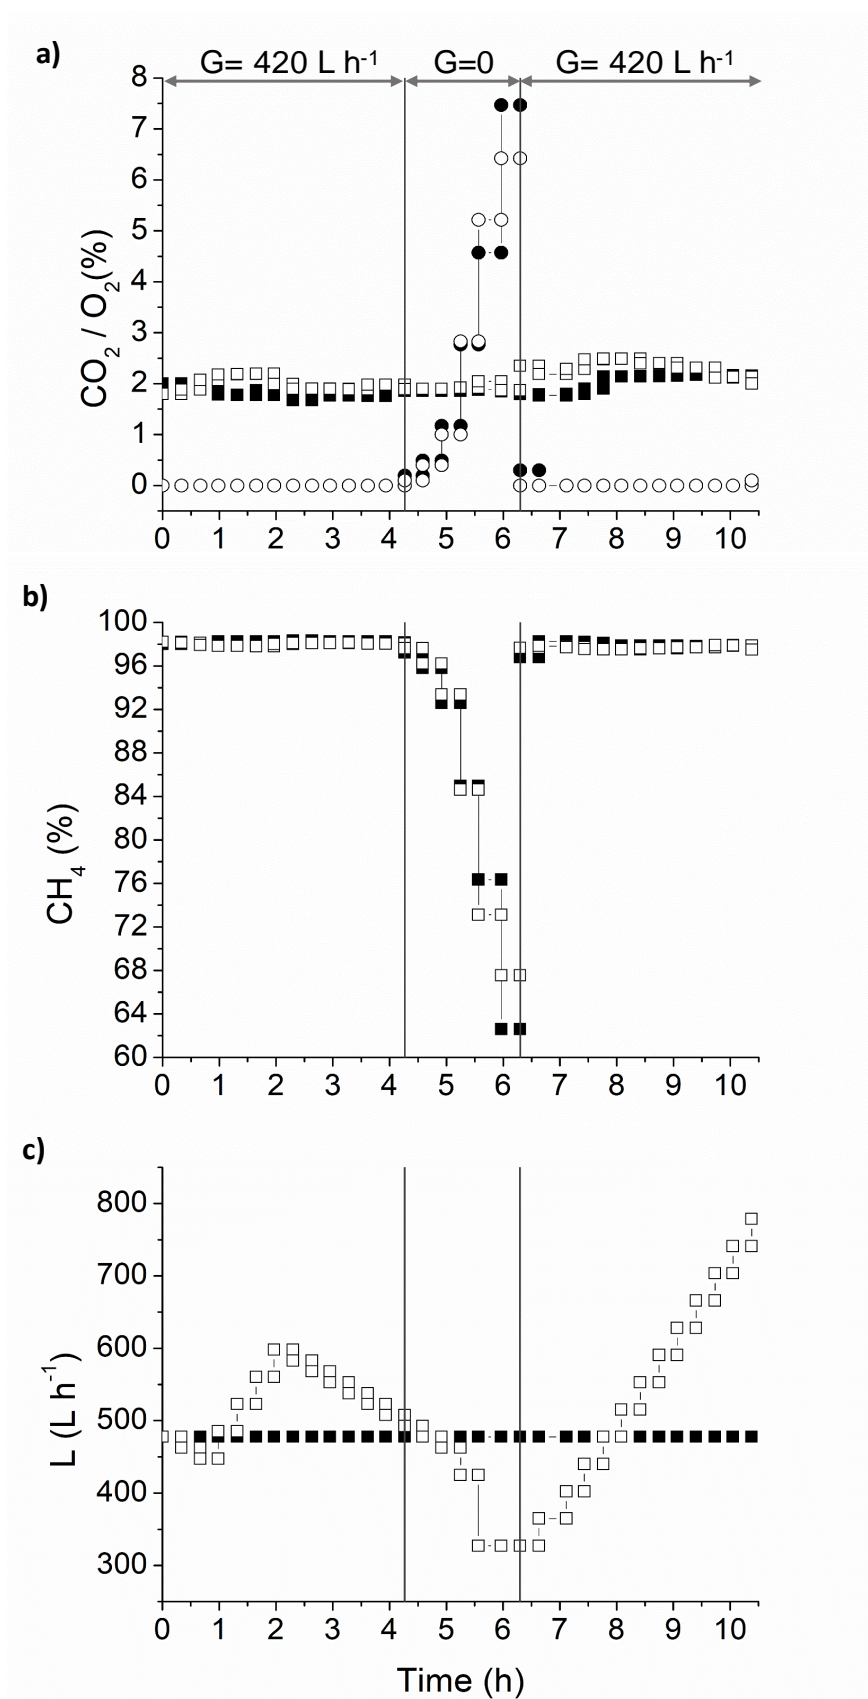 a)
G= 420 L h-1
G=0
G= 420 L h-1
8
7
6
5
4
3
2
1
0
CO2 / O2(%)
0 1 2 3 4 5 6 7 8 9 10
b)
100
96
92
88
84
80
76
72
68
64
60
CH4 (%)
0 1 2 3 4 5 6 7 8 9 10
c)
800
700
600
500
400
300
L (L h-1)
0 1 2 3 4 5 6 7 8 9 10
Time (h)